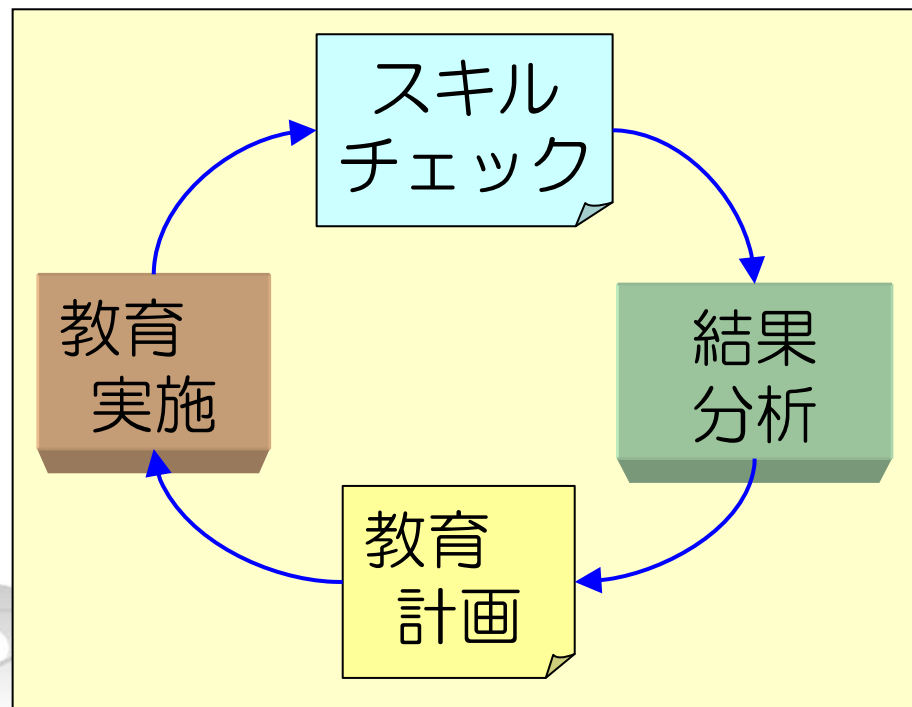 スキル
チェック
結果
分析
教育
計画
教育
実施